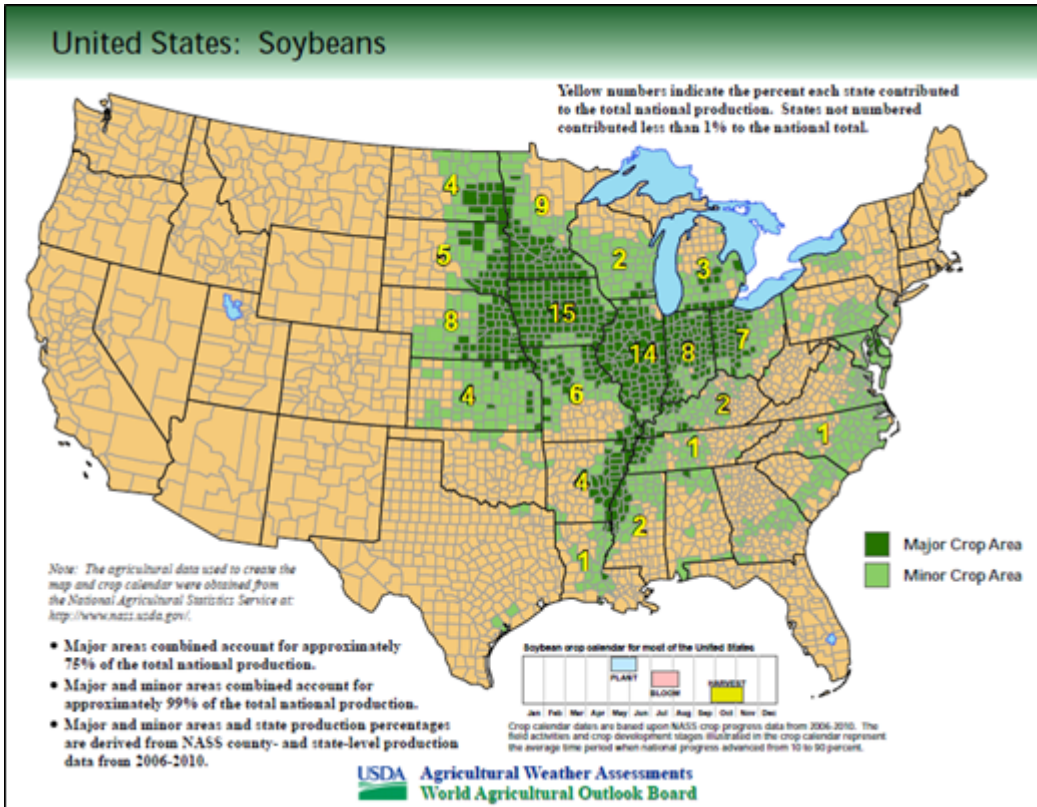 United States: Soybeans
Yellow numbers indicate the percent each state contributed
to the total national production. States not numbered
contributed less than 1% to the national total.
4
9
5
2
3
8
15
14
8
7
4
6
2
1
1
4
2
1
Major Crop Area
Minor Crop Area
Note: The agricultural data used to create the
map and crop calendar were obtained from
the National Agricultural Statistics Service at:
http://www.nass.usda.gov/.
• Major areas combined account for approximately
75% of the total national production.
• Major and minor areas combined account for
approximately 99% of the total national production.
• Major and minor areas and state production percentages
are derived from NASS county- and state-level production
data from 2006-2010.
Soybean crop calendar for most of the United States
PLANT
BLOOM
HARVEST
Jan Feb Mar Apr May Jun Jul Aug Sep Oct Nov Dec
Crop calendar dates are based upon NASS crop progress data from 2006-2010. The
field activities and crop development stages illustrated in the crop calendar represent
the average time period when national progress advanced from 10 to 90 percent.
USDA Agricultural Weather Assessments
World Agricultural Outlook Board